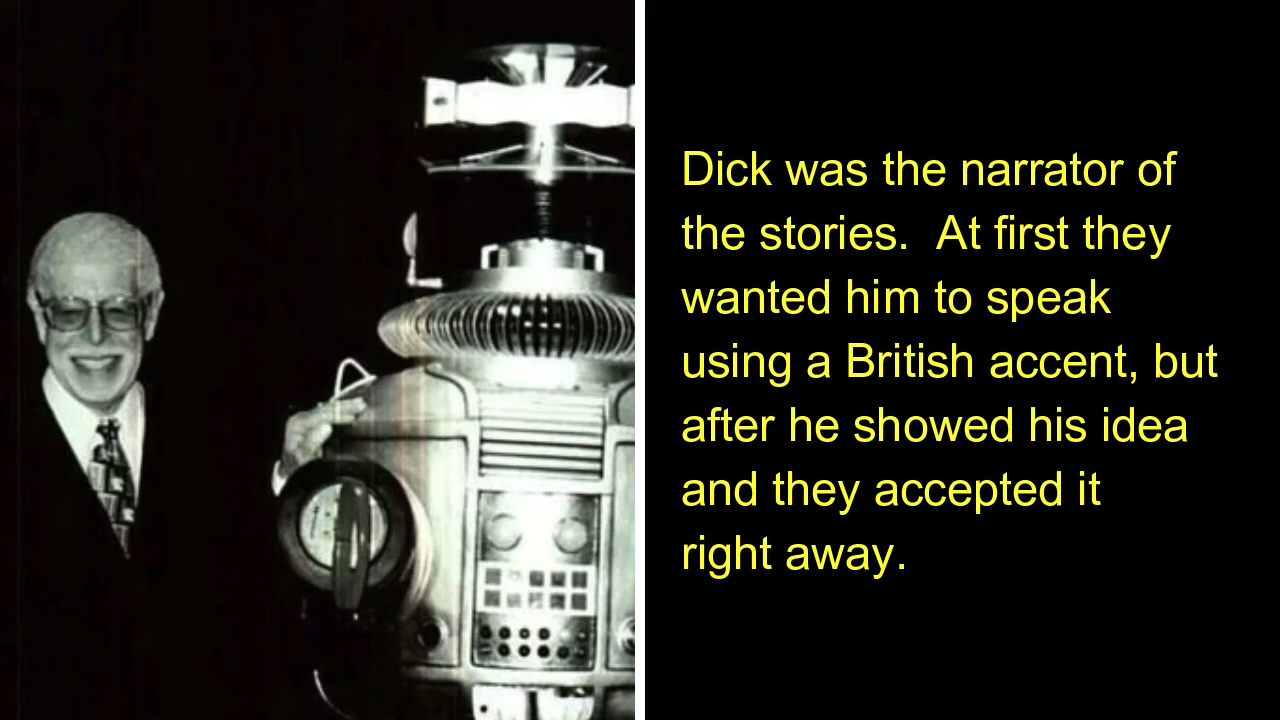 Dick was the narrator of
the stories.  At first they
wanted him to speak
using a British accent, but
after he showed his idea
and they accepted it
right away.